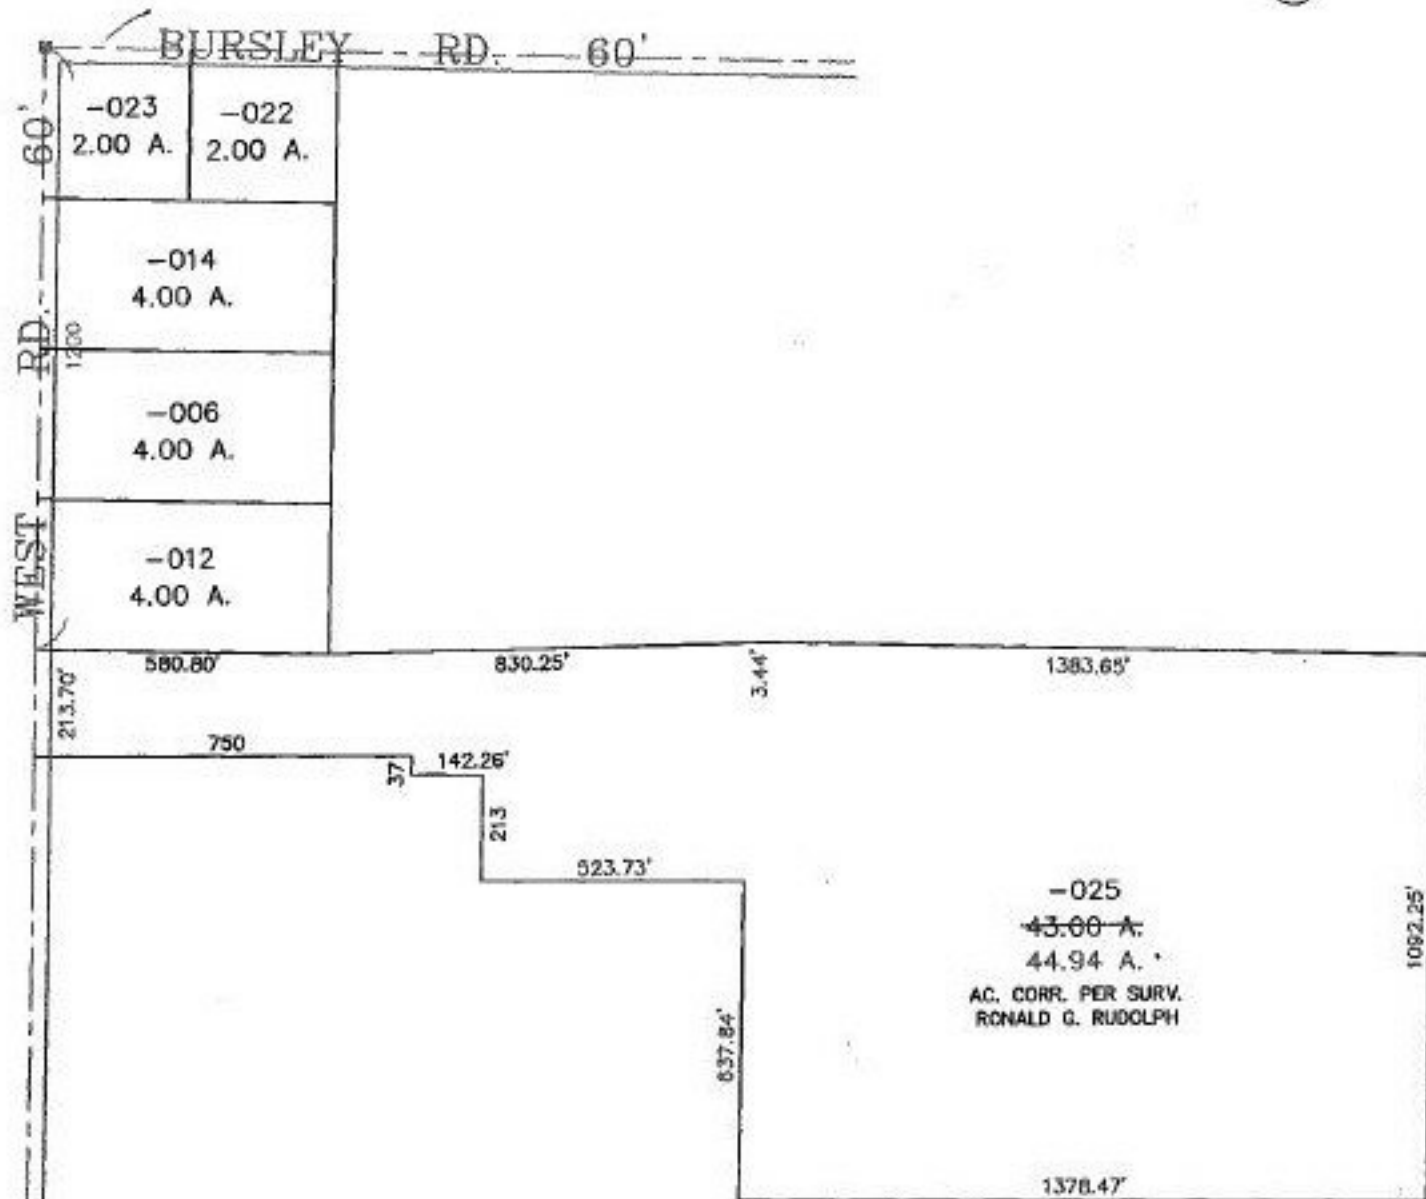 BURSLEY RD. 60'
WEST RD. 60'
-023
2.00 A.
-022
2.00 A.
-014
4.00 A.
1200
-006
4.00 A.
-012
4.00 A.
580.80'
830.25'
3.44'
1383.65'
213.70'
750
37
142.26'
213
523.73'
-025
43.00 A.
44.94 A.
AC. CORR. PER SURV.
RONALD G. RUDOLPH
1092.25'
637.84'
1378.47'